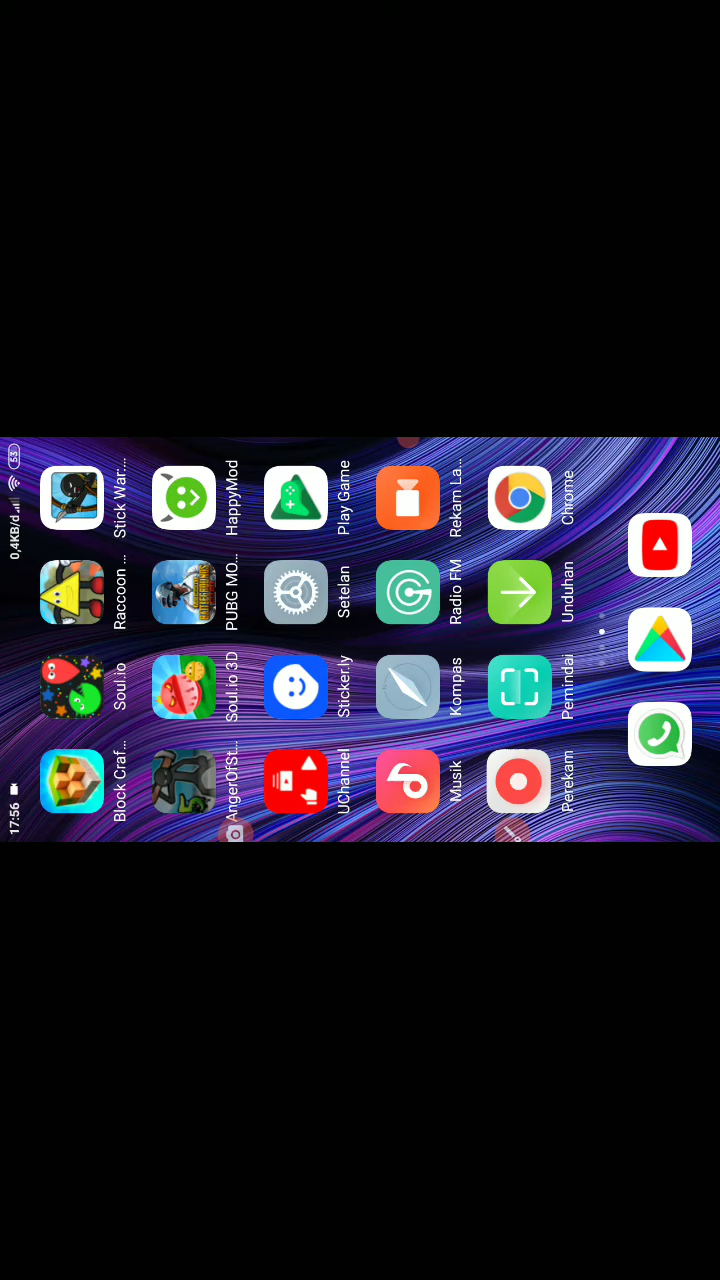 17:56
0,4KB/d
53
Block Craf...
Soul.io
Raccoon ...
Stick War:...
AngerOfSt...
Soul.io 3D
PUBG MO...
HappyMod
UChannel
Sticker.ly
Setelan
Play Game
Musik
Kompas
Radio FM
Rekam La...
Perekam
Pemindai
Unduhan
Chrome